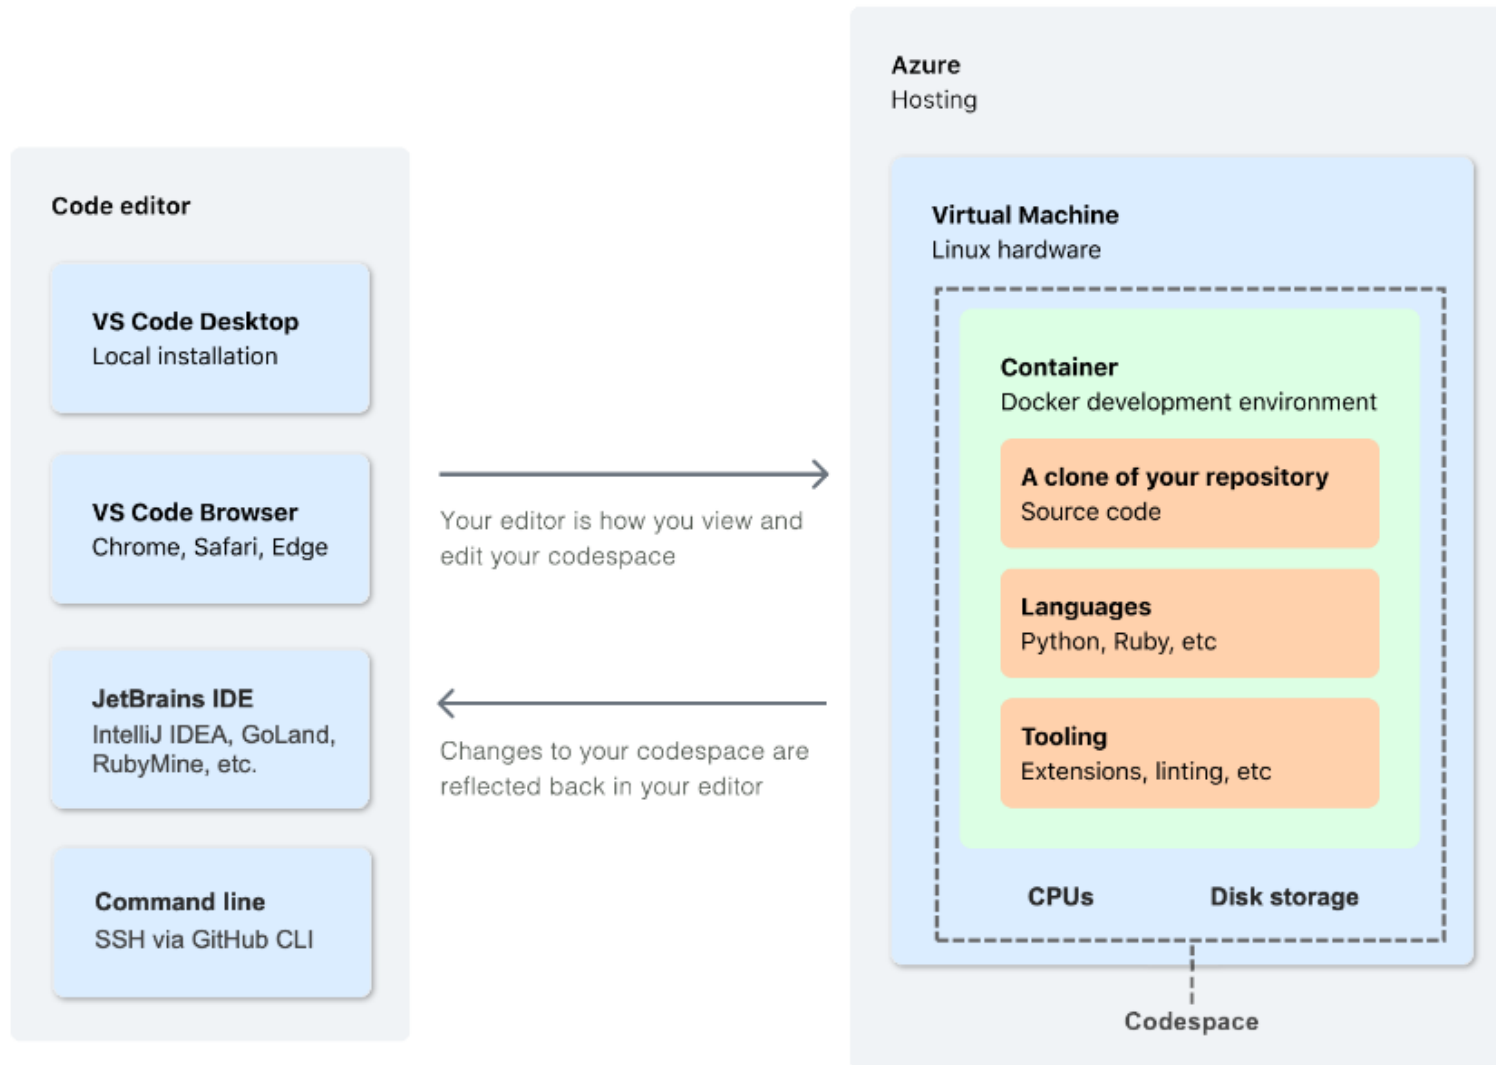 Code editor
VS Code Desktop
Local installation
VS Code Browser
Chrome, Safari, Edge
JetBrains IDE
IntelliJ IDEA, GoLand,
RubyMine, etc.
Command line
SSH via GitHub CLI
Your editor is how you view and
edit your codespace
Changes to your codespace are
reflected back in your editor
Azure
Hosting
Virtual Machine
Linux hardware
Container
Docker development environment
A clone of your repository
Source code
Languages
Python, Ruby, etc
Tooling
Extensions, linting, etc
CPUs
Disk storage
Codespace